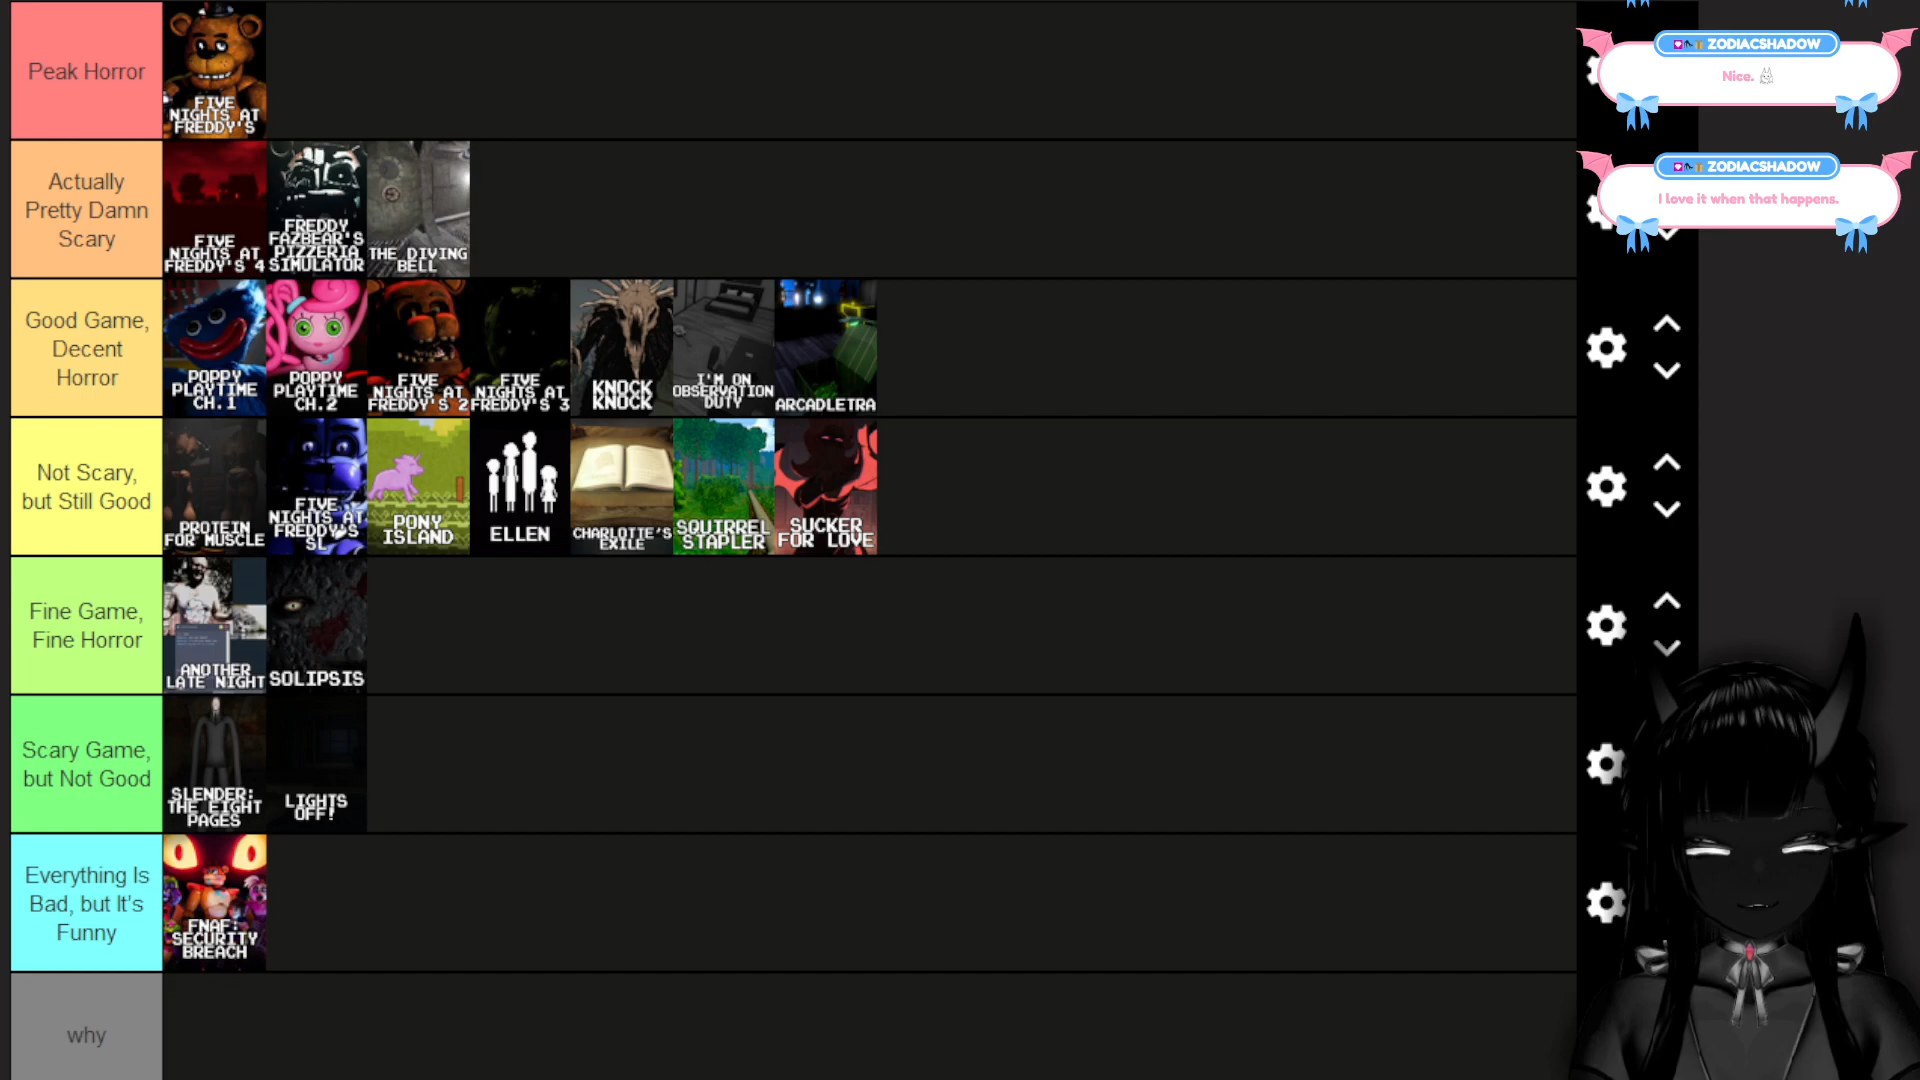 Peak Horror
FIVE
NIGHTS AT
FREDDY'S
Actually
Pretty Damn
Scary
FIVE
NIGHTS AT
FREDDY'S 4
FREDDY
FAZBEAR'S
PIZZERIA
SIMULATOR
THE DIVING
BELL
Good Game,
Decent
Horror
POPPY
PLAYTIME
CH.1
POPPY
PLAYTIME
CH.2
FIVE
NIGHTS AT
FREDDY'S 2
FIVE
NIGHTS AT
FREDDY'S 3
KNOCK
KNOCK
I'M ON
OBSERVATION
DUTY
ARCADLETRA
Not Scary,
but Still Good
PROTEIN
FOR MUSCLE
FIVE
NIGHTS AT
FREDDY'S
SL
PONY
ISLAND
ELLEN
CHARLOTTE'S
EXILE
SQUIRREL
STAPLER
SUCKER
FOR LOVE
Fine Game,
Fine Horror
ANOTHER
LATE NIGHT
SOLIPSIS
Scary Game,
but Not Good
SLENDER:
THE EIGHT
PAGES
LIGHTS
OFF!
Everything Is
Bad, but It's
Funny
FNAF:
SECURITY
BREACH
why
ZODIACSHADOW
Nice.
ZODIACSHADOW
I love it when that happens.